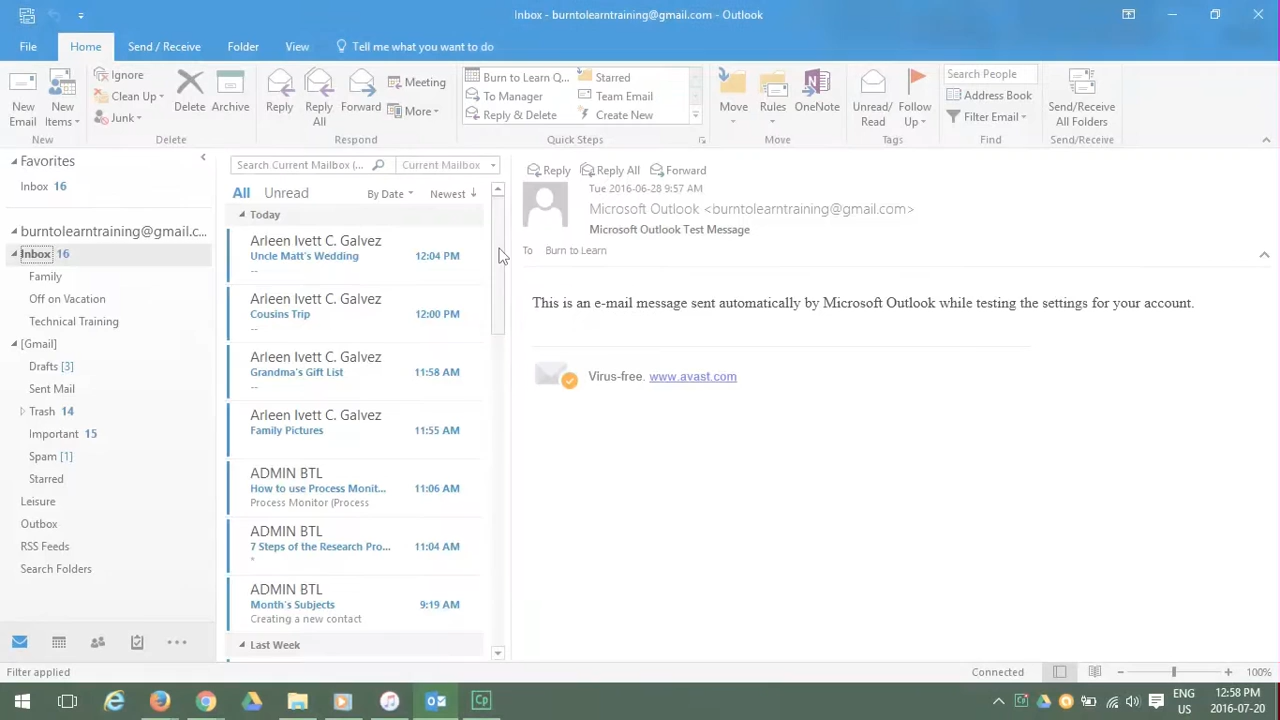 Inbox - burntolearntraining@gmail.com - Outlook
File Home Send / Receive Folder View Tell me what you want to do
New Email
New Items
Ignore
Clean Up
Junk
Delete
Archive
Reply
Reply All
Forward
Meeting
More
Burn to Learn Q...
To Manager
Reply & Delete
Starred
Team Email
Create New
Move
Rules
OneNote
Unread/ Read
Follow Up
Search People
Address Book
Filter Email
Send/Receive All Folders
New Delete Respond Quick Steps Move Tags Find Send/Receive
Favorites
Inbox 16
burntolearntraining@gmail.c...
Inbox 16
Family
Off on Vacation
Technical Training
[Gmail]
Drafts [3]
Sent Mail
Trash 14
Important 15
Spam [1]
Starred
Leisure
Outbox
RSS Feeds
Search Folders
Search Current Mailbox (... Current Mailbox
All Unread By Date Newest
Today
Arleen Ivett C. Galvez
Uncle Matt's Wedding 12:04 PM
--
Arleen Ivett C. Galvez
Cousins Trip 12:00 PM
--
Arleen Ivett C. Galvez
Grandma's Gift List 11:58 AM
--
Arleen Ivett C. Galvez
Family Pictures 11:55 AM
ADMIN BTL
How to use Process Monit... 11:06 AM
Process Monitor (Process
ADMIN BTL
7 Steps of the Research Pro... 11:04 AM
*
ADMIN BTL
Month's Subjects 9:19 AM
Creating a new contact
Last Week
Reply Reply All Forward
Tue 2016-06-28 9:57 AM
Microsoft Outlook <burntolearntraining@gmail.com>
Microsoft Outlook Test Message
To Burn to Learn
This is an e-mail message sent automatically by Microsoft Outlook while testing the settings for your account.
Virus-free. www.avast.com
Filter applied Connected 100%
ENG 12:58 PM
CP US 2016-07-20